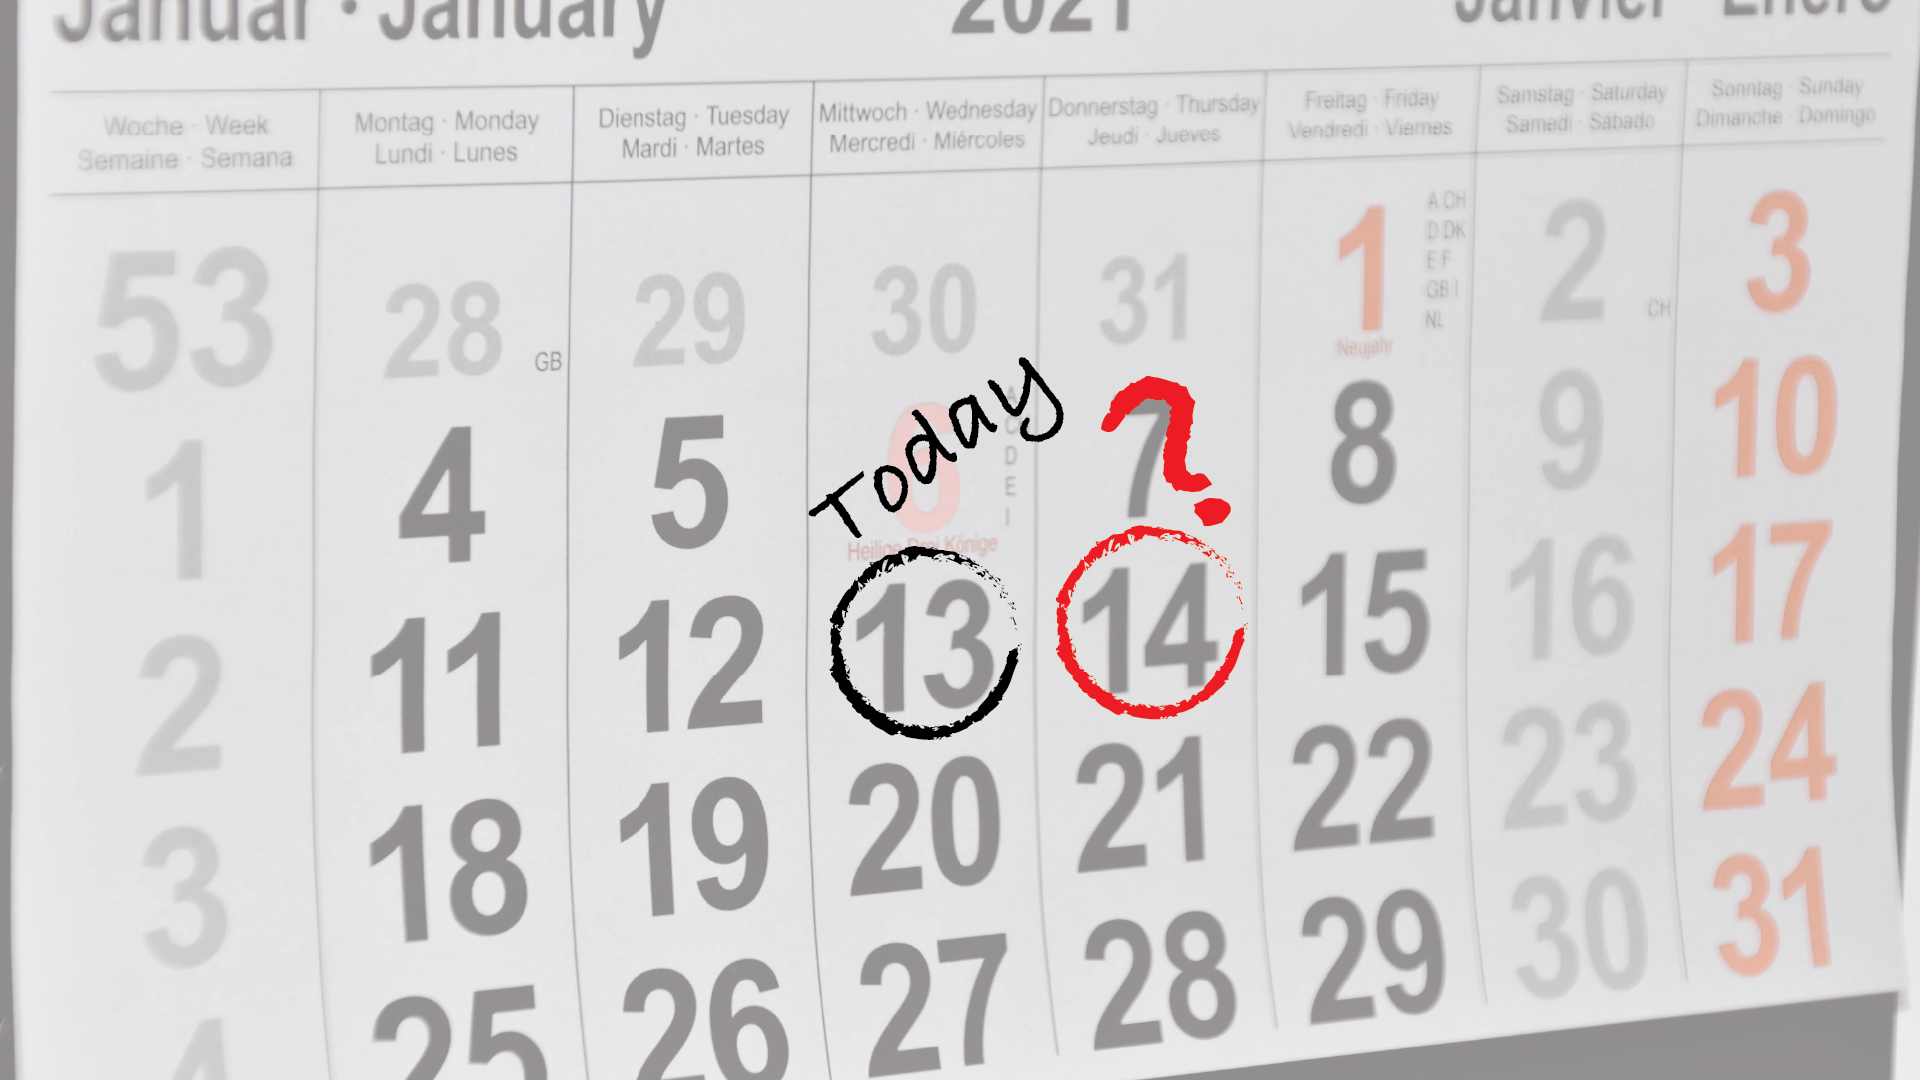 Januar · January 2021 Janvier · Enero
Woche · Week Montag · Monday Dienstag · Tuesday Mittwoch · Wednesday Donnerstag · Thursday Freitag · Friday Samstag · Saturday Sonntag · Sunday
Semaine · Semana Lundi · Lunes Mardi · Martes Mercredi · Miércoles Jeudi · Jueves Vendredi · Viernes Samedi · Sábado Dimanche · Domingo
53 28 GB 29 30 31 1 A CH D DK E F GB I NL 2 CH 3
Neujahr
Today ?
1 4 5 6 D E I 7 8 9 10
Heilige Drei Könige
2 11 12 13 14 15 16 17
3 18 19 20 21 22 23 24
4 25 26 27 28 29 30 31